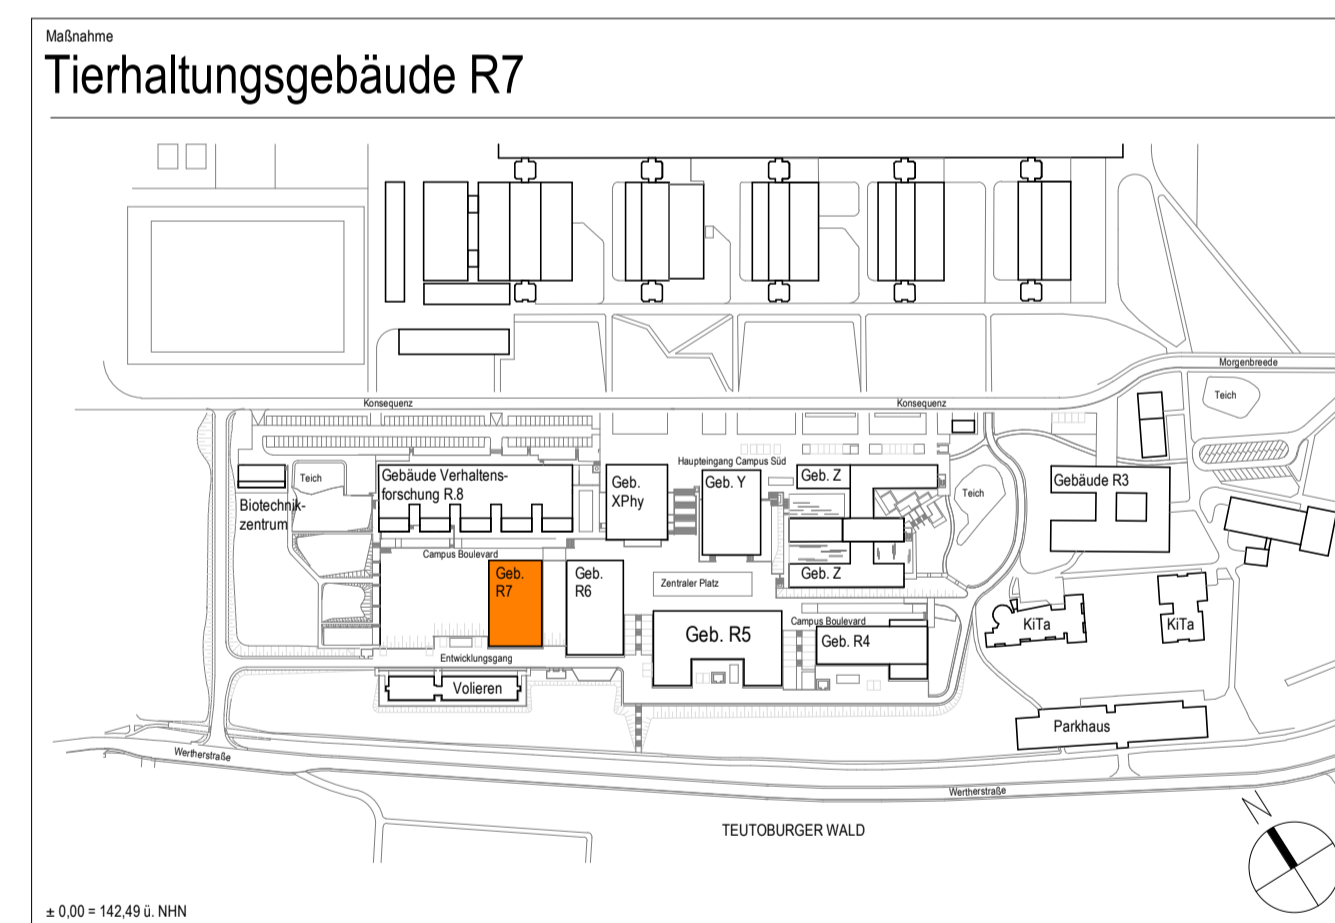 Maßnahme
Tierhaltungsgebäude R7
Morgenbreede
Konsequenz
Konsequenz
Teich
Haupteingang Campus Süd
Teich
Gebäude Verhaltens-
forschung R.8
Geb.
XPhy
Geb. Y
Geb. Z
Gebäude R3
Biotechnik-
zentrum
Teich
Campus Boulevard
Geb.
R7
Geb.
R6
Zentraler Platz
Geb. Z
Campus Boulevard
Geb. R5
Geb. R4
KiTa
KiTa
Entwicklungsgang
Volieren
Parkhaus
Wertherstraße
Wertherstraße
TEUTOBURGER WALD
N
± 0,00 = 142,49 ü. NHN